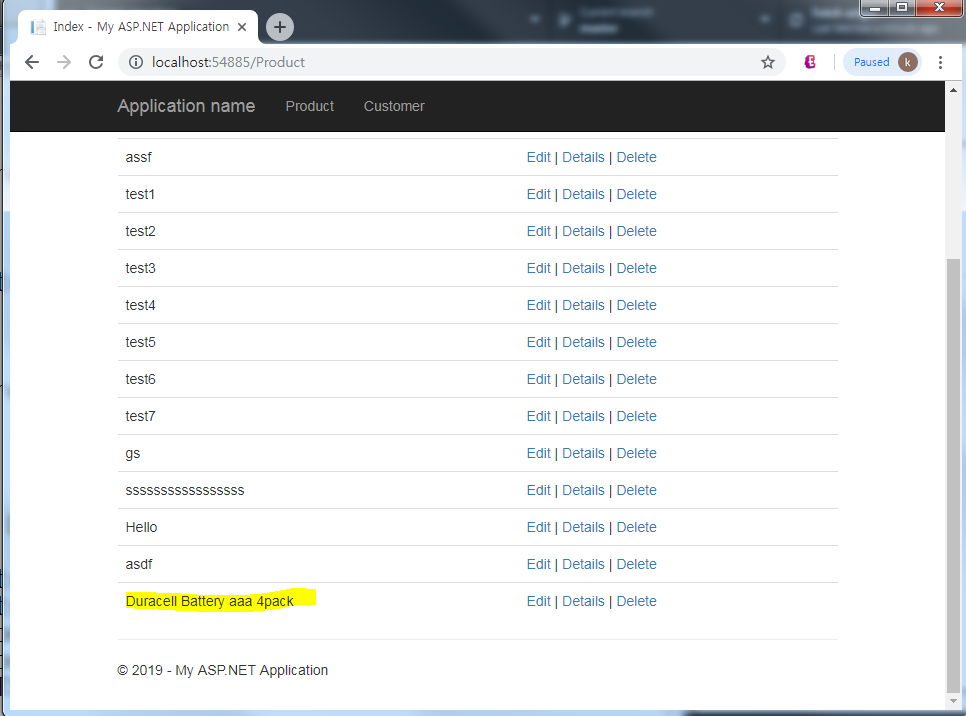 Index - My ASP.NET Application
localhost:54885/Product
Paused k
Application name Product Customer
assf Edit | Details | Delete
test1 Edit | Details | Delete
test2 Edit | Details | Delete
test3 Edit | Details | Delete
test4 Edit | Details | Delete
test5 Edit | Details | Delete
test6 Edit | Details | Delete
test7 Edit | Details | Delete
gs Edit | Details | Delete
sssssssssssssssss Edit | Details | Delete
Hello Edit | Details | Delete
asdf Edit | Details | Delete
Duracell Battery aaa 4pack Edit | Details | Delete
© 2019 - My ASP.NET Application